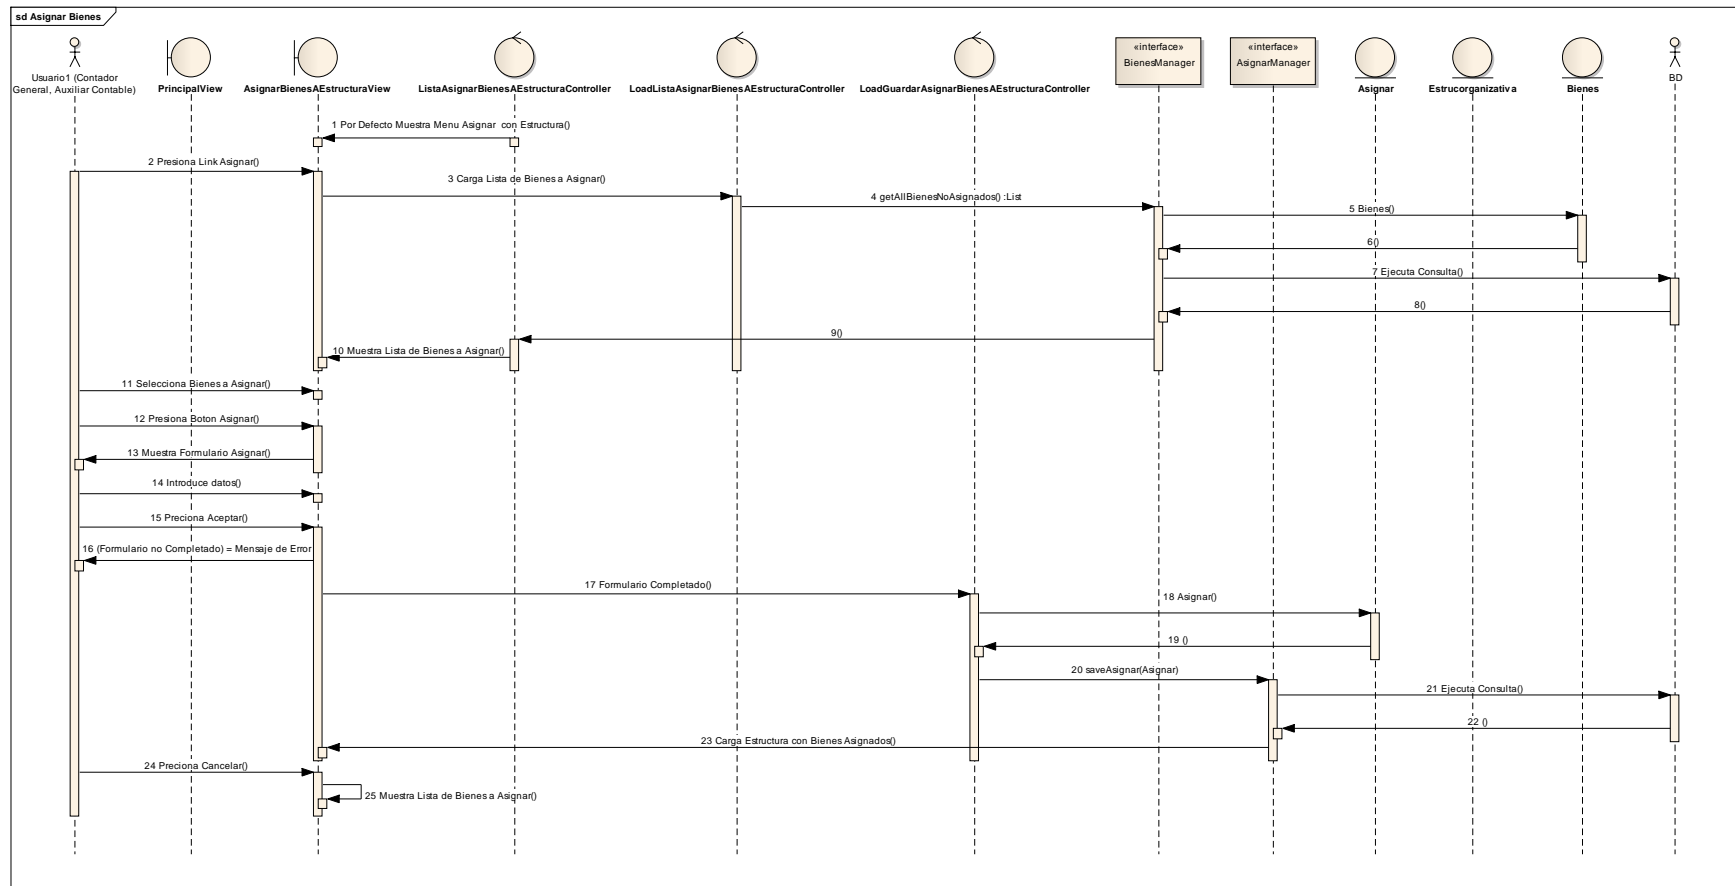 sd Asignar Bienes
Usuario1 (Contador
General, Auxiliar Contable)
PrincipalView
AsignarBienesAEstructuraView
ListaAsignarBienesAEstructuraController
LoadListaAsignarBienesAEstructuraController
LoadGuardarAsignarBienesAEstructuraController
«interface»
BienesManager
«interface»
AsignarManager
Asignar
Estrucorganizativa
Bienes
BD
1 Por Defecto Muestra Menu Asignar con Estructura()
2 Presiona Link Asignar()
3 Carga Lista de Bienes a Asignar()
4 getAllBienesNoAsignados() :List
5 Bienes()
6()
7 Ejecuta Consulta()
8()
9()
10 Muestra Lista de Bienes a Asignar()
11 Selecciona Bienes a Asignar()
12 Presiona Boton Asignar()
13 Muestra Formulario Asignar()
14 Introduce datos()
15 Preciona Aceptar()
16 (Formulario no Completado) = Mensaje de Error
17 Formulario Completado()
18 Asignar()
19 ()
20 saveAsignar(Asignar)
21 Ejecuta Consulta()
22 ()
23 Carga Estructura con Bienes Asignados()
24 Preciona Cancelar()
25 Muestra Lista de Bienes a Asignar()